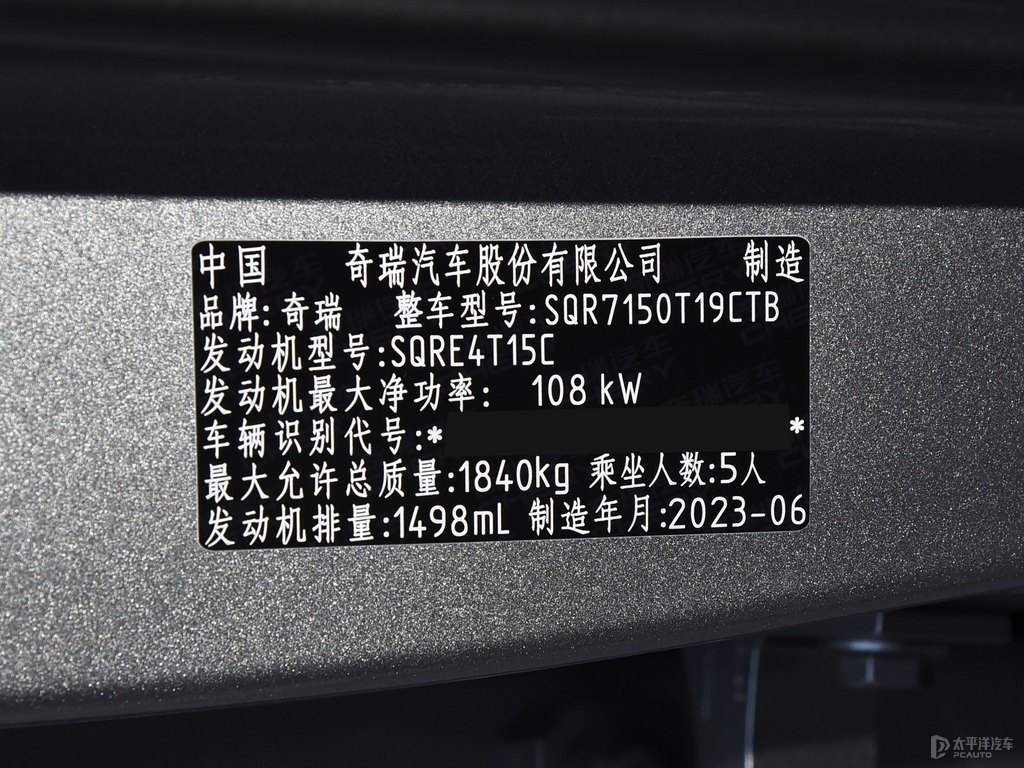 中国 奇瑞汽车股份有限公司 制造
品牌:奇瑞 整车型号:SQR7150T19CTB
发动机型号:SQRE4T15C
发动机最大净功率: 108 kW
车辆识别代号:* *
最大允许总质量:1840kg 乘坐人数:5人
发动机排量:1498mL 制造年月:2023-06
太平洋汽车
PCAUTO